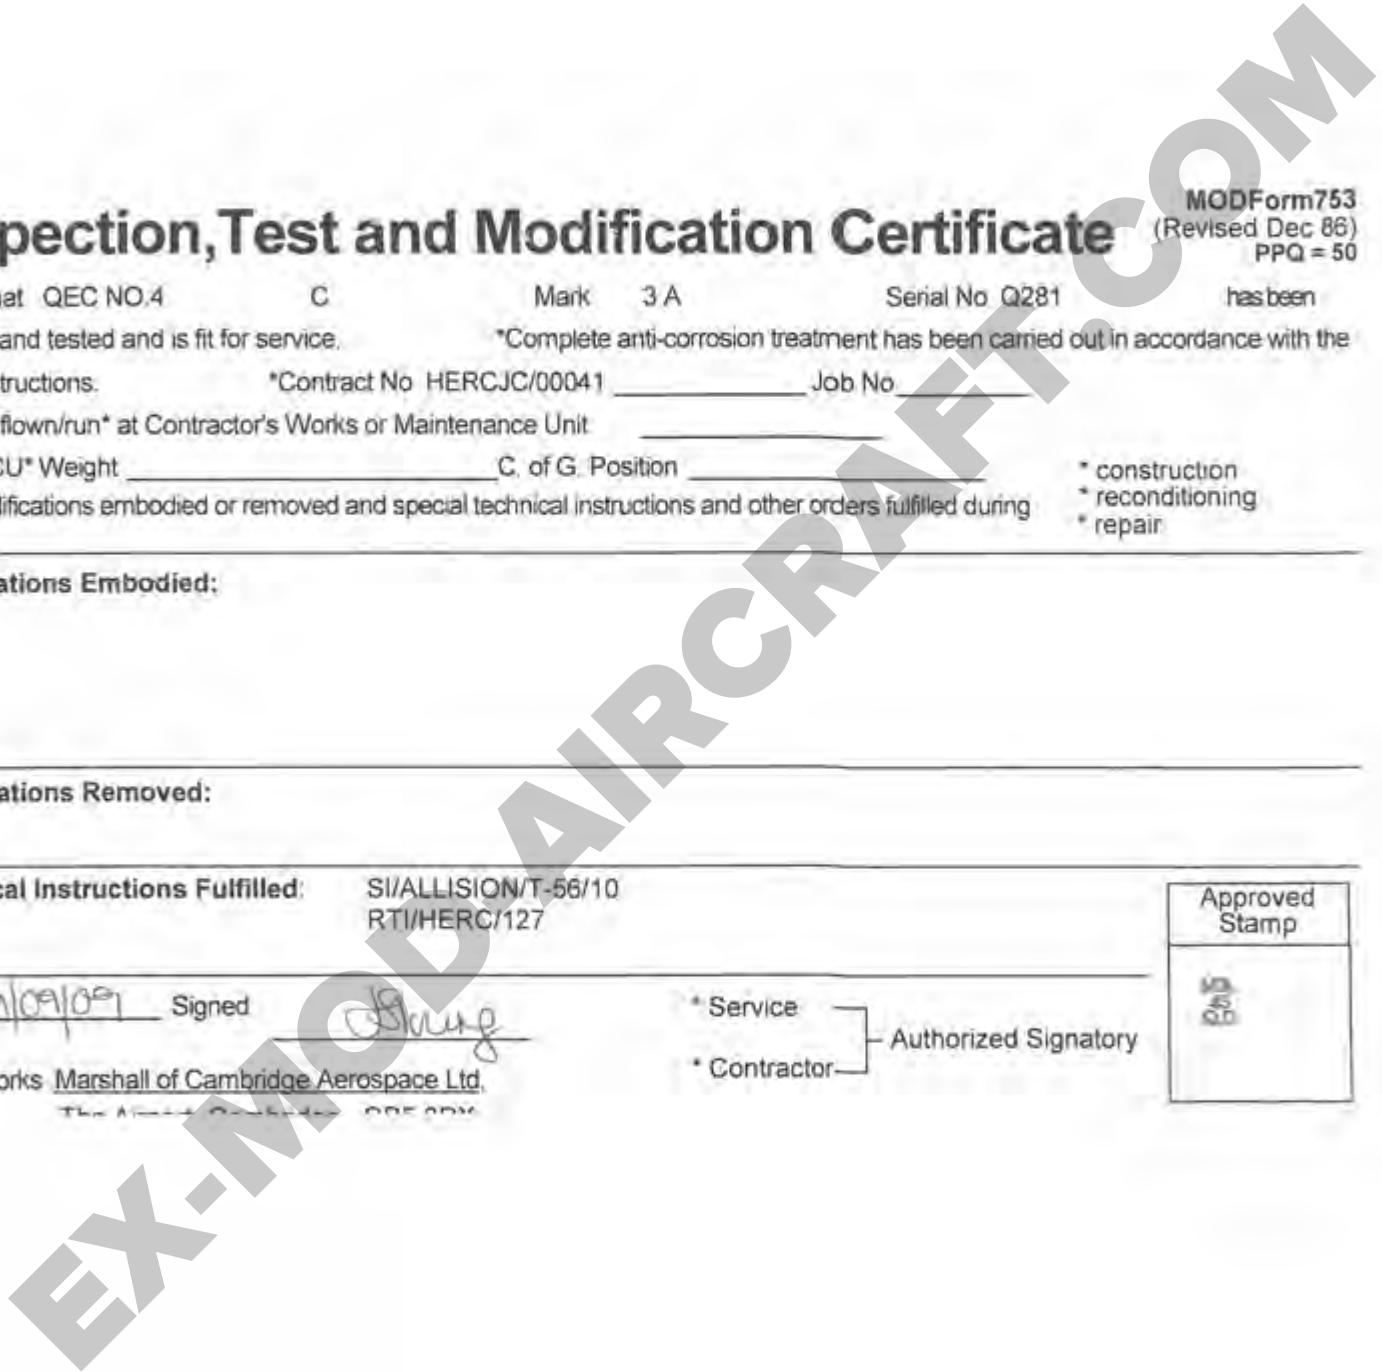 MODForm753
pection,Test and Modification Certificate (Revised Dec 86)
PPQ = 50
at QEC NO.4 C Mark 3 A Serial No Q281 has been
and tested and is fit for service. *Complete anti-corrosion treatment has been carried out in accordance with the
tructions. *Contract No HERCJC/00041 Job No
flown/run* at Contractor's Works or Maintenance Unit
CU* Weight C. of G. Position * construction
difications embodied or removed and special technical instructions and other orders fulfilled during * reconditioning
* repair
ations Embodied:
ations Removed:
cal Instructions Fulfilled: SI/ALLISION/T-56/10
RTI/HERC/127
Approved
Stamp
/09/09 Signed
* Service
Authorized Signatory
* Contractor
orks Marshall of Cambridge Aerospace Ltd,
EX-MOD-AIRCRAFT.COM